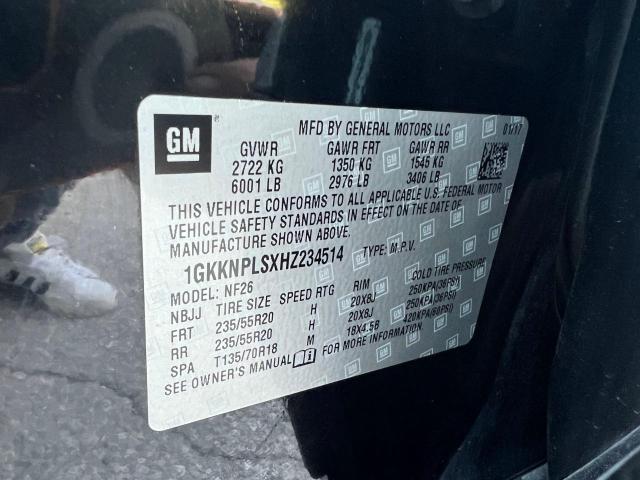 GM
MFD BY GENERAL MOTORS LLC 01/17
GVWR GAWR FRT GAWR RR
2722 KG 1350 KG 1546 KG
6001 LB 2976 LB 3406 LB
THIS VEHICLE CONFORMS TO ALL APPLICABLE U.S. FEDERAL MOTOR
VEHICLE SAFETY STANDARDS IN EFFECT ON THE DATE OF
MANUFACTURE SHOWN ABOVE.
1GKKNPLSXHZ234514 TYPE: M.P.V.
MODEL: NF26
NBJJ TIRE SIZE SPEED RTG RIM COLD TIRE PRESSURE
FRT 235/55R20 H 20X8J 250KPA(36PSI)
RR 235/55R20 H 20X8J 250KPA(36PSI)
SPA T135/70R18 M 18X4.5B 420KPA(60PSI)
SEE OWNER'S MANUAL FOR MORE INFORMATION.